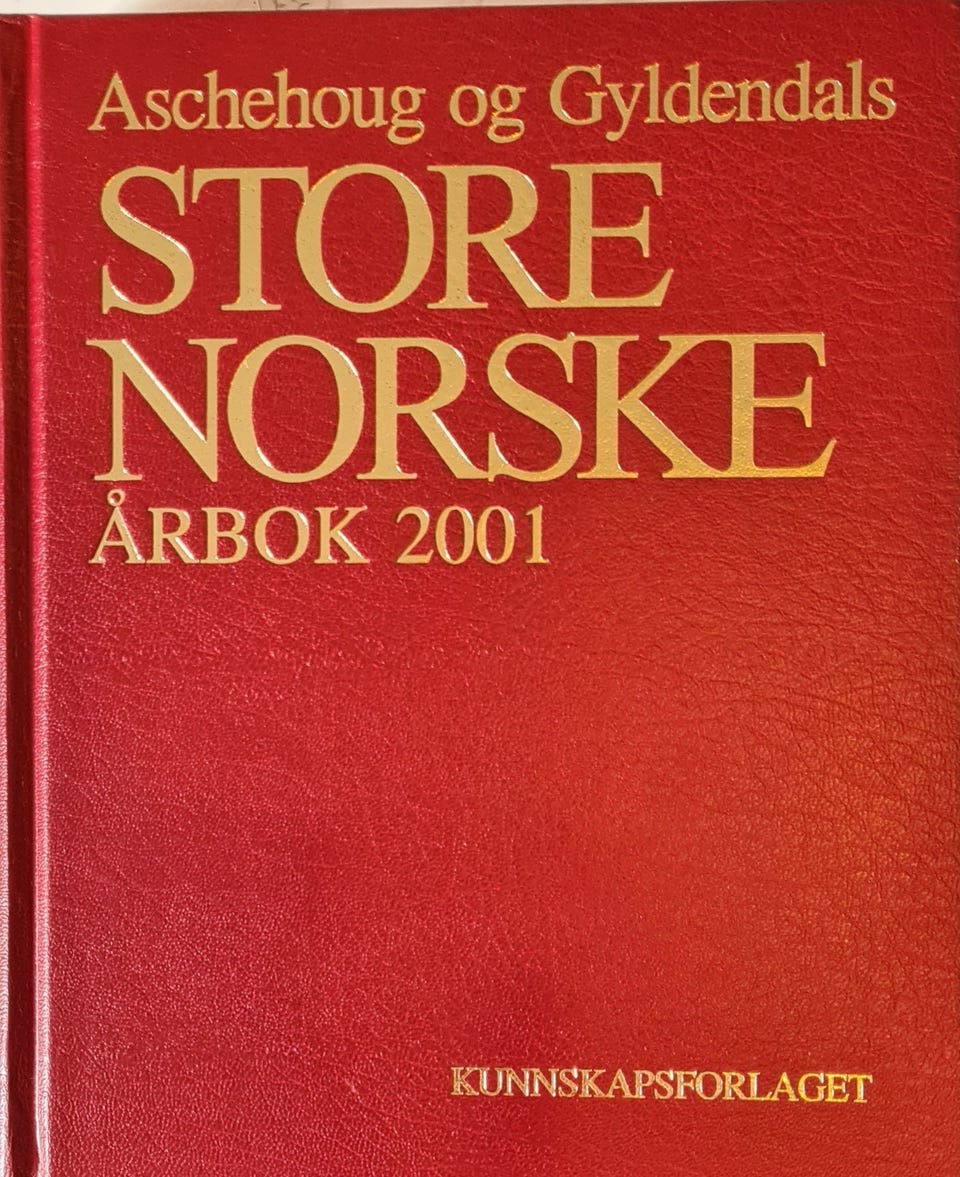 Aschehoug og Gyldendals
STORE
NORSKE
ÅRBOK 2001
KUNNSKAPSFORLAGET